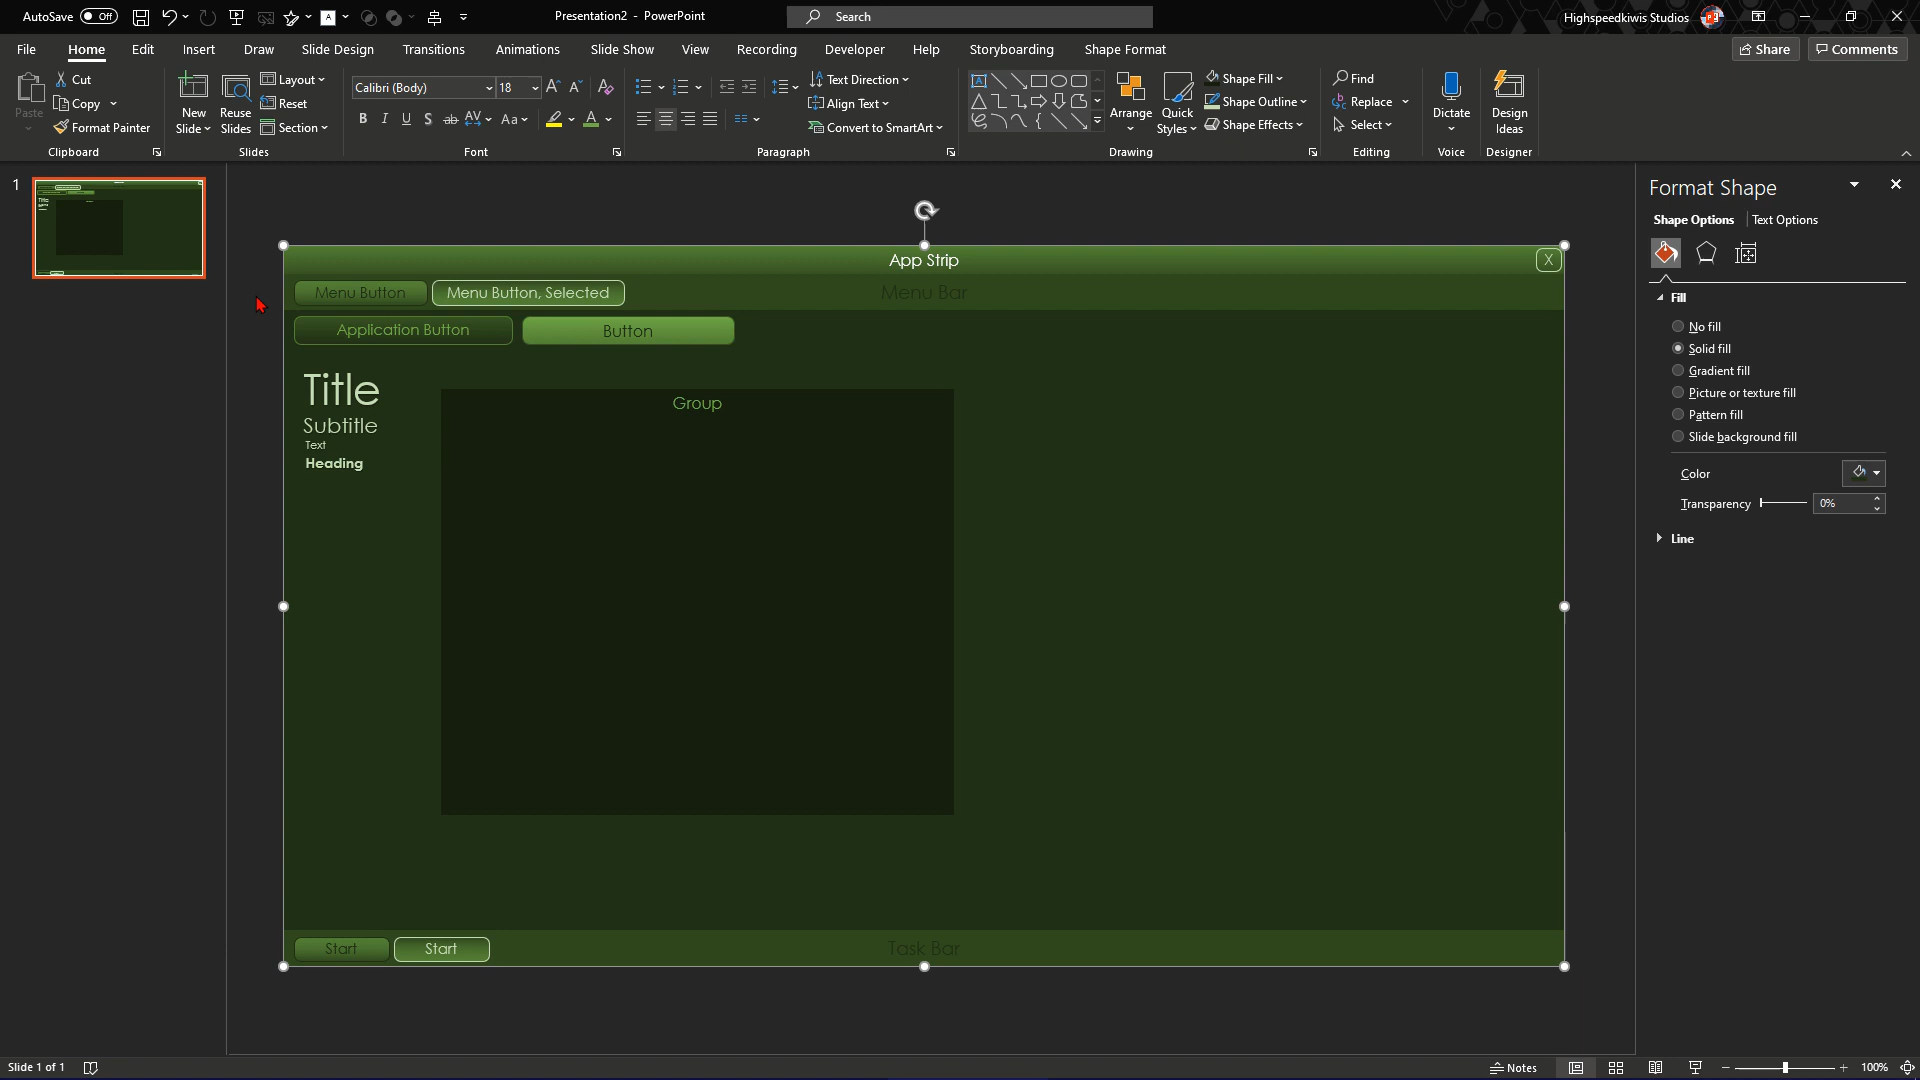 AutoSave Off
Presentation2 - PowerPoint
Search
Highspeedkiwis Studios
File Home Edit Insert Draw Slide Design Transitions Animations Slide Show View Recording Developer Help Storyboarding Shape Format
Share Comments
Paste
Cut
Copy
Format Painter
Clipboard
New Slide
Reuse Slides
Layout
Reset
Section
Slides
Calibri (Body) 18
B I U S ab AV Aa A
Font
Text Direction
Align Text
Convert to SmartArt
Paragraph
Arrange
Quick Styles
Shape Fill
Shape Outline
Shape Effects
Drawing
Find
Replace
Select
Editing
Dictate
Voice
Design Ideas
Designer
1
App Strip X
Menu Button Menu Button, Selected Menu Bar
Application Button Button
Title
Subtitle
Text
Heading
Group
Start Start Task Bar
Format Shape
Shape Options Text Options
Fill
No fill
Solid fill
Gradient fill
Picture or texture fill
Pattern fill
Slide background fill
Color
Transparency 0%
Line
Slide 1 of 1
Notes
100%